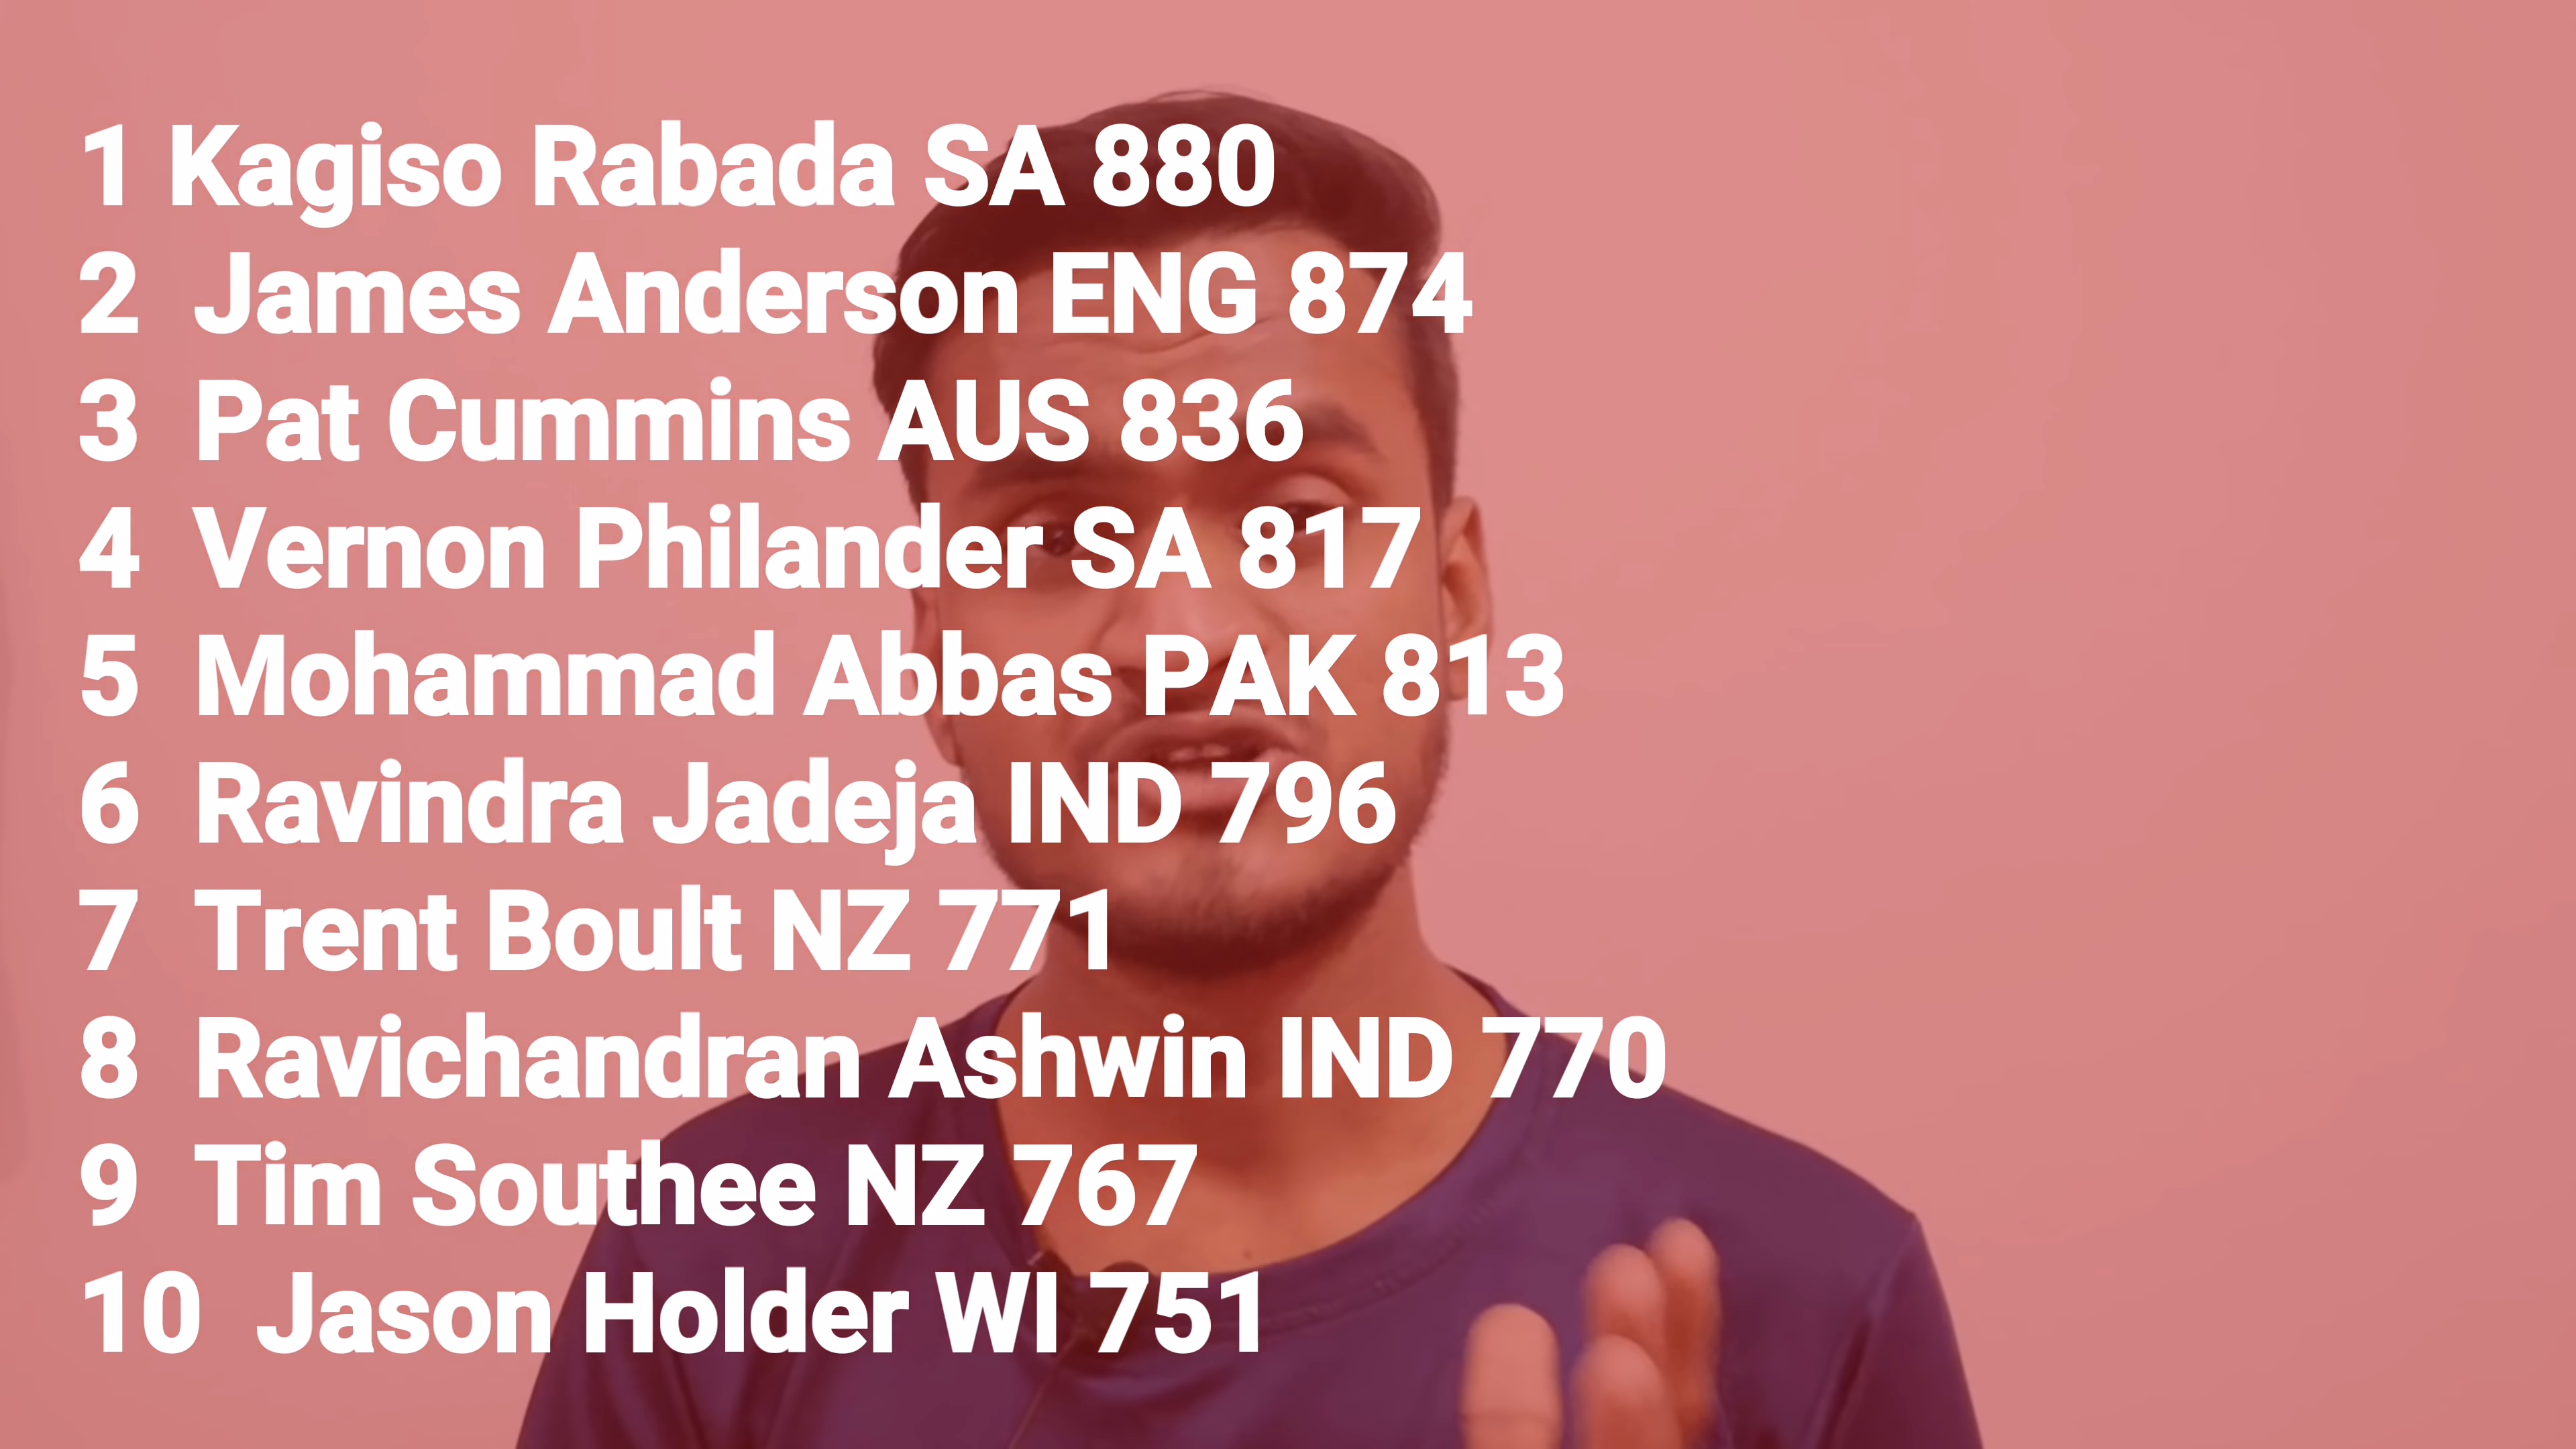 1 Kagiso Rabada SA 880
2 James Anderson ENG 874
3 Pat Cummins AUS 836
4 Vernon Philander SA 817
5 Mohammad Abbas PAK 813
6 Ravindra Jadeja IND 796
7 Trent Boult NZ 771
8 Ravichandran Ashwin IND 770
9 Tim Southee NZ 767
10 Jason Holder WI 751